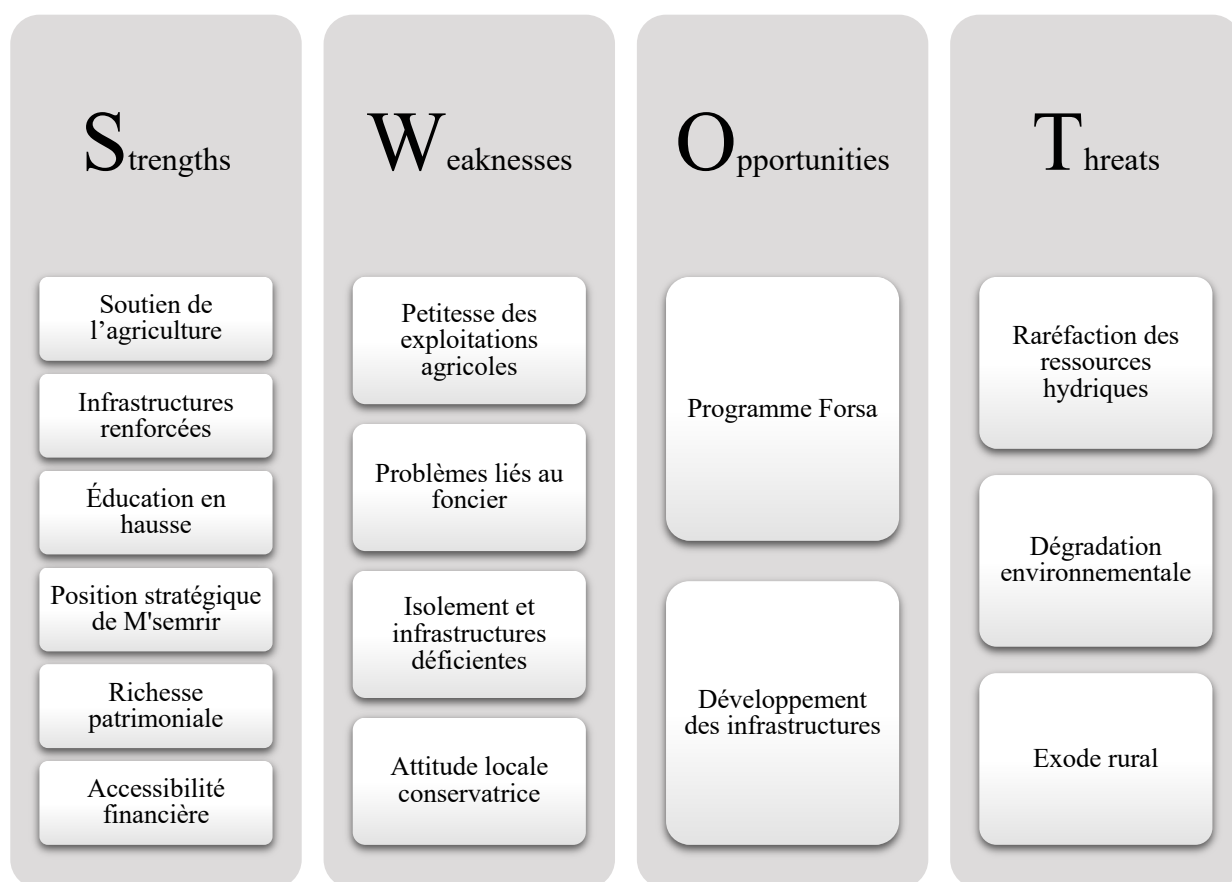 Strengths
Weaknesses
Opportunities
Threats
Soutien de
l’agriculture
Infrastructures
renforcées
Éducation en
hausse
Position stratégique
de M'semrir
Richesse
patrimoniale
Accessibilité
financière
Petitesse des
exploitations
agricoles
Problèmes liés au
foncier
Isolement et
infrastructures
déficientes
Attitude locale
conservatrice
Programme Forsa
Développement
des infrastructures
Raréfaction des
ressources
hydriques
Dégradation
environnementale
Exode rural